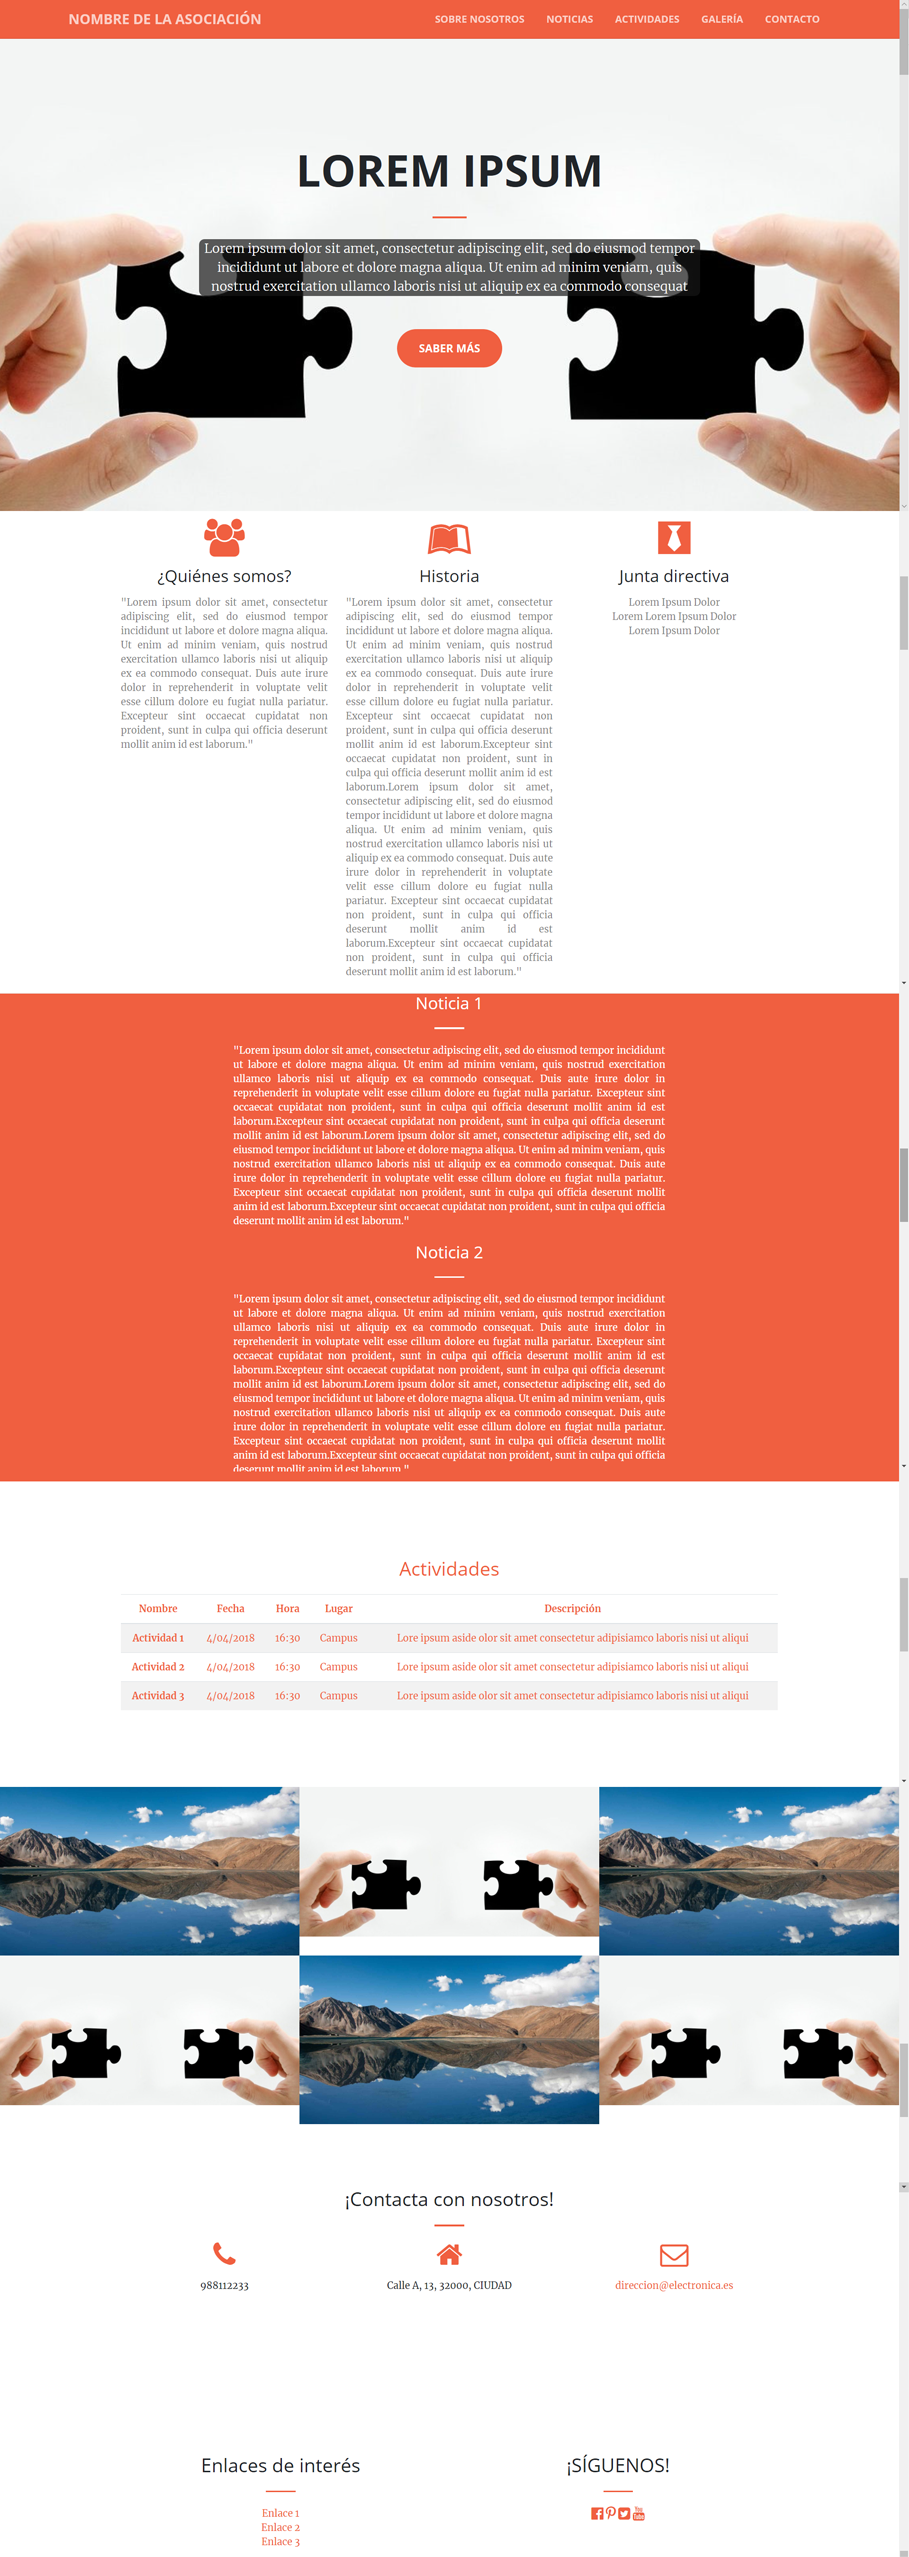 NOMBRE DE LA ASOCIACIÓN
SOBRE NOSOTROS NOTICIAS ACTIVIDADES GALERÍA CONTACTO
LOREM IPSUM
Lorem ipsum dolor sit amet, consectetur adipiscing elit, sed do eiusmod tempor
incididunt ut labore et dolore magna aliqua. Ut enim ad minim veniam, quis
nostrud exercitation ullamco laboris nisi ut aliquip ex ea commodo consequat
SABER MÁS
¿Quiénes somos?
"Lorem ipsum dolor sit amet, consectetur
adipiscing elit, sed do eiusmod tempor
incididunt ut labore et dolore magna aliqua.
Ut enim ad minim veniam, quis nostrud
exercitation ullamco laboris nisi ut aliquip
ex ea commodo consequat. Duis aute irure
dolor in reprehenderit in voluptate velit
esse cillum dolore eu fugiat nulla pariatur.
Excepteur sint occaecat cupidatat non
proident, sunt in culpa qui officia deserunt
mollit anim id est laborum."
Historia
"Lorem ipsum dolor sit amet, consectetur
adipiscing elit, sed do eiusmod tempor
incididunt ut labore et dolore magna aliqua.
Ut enim ad minim veniam, quis nostrud
exercitation ullamco laboris nisi ut aliquip
ex ea commodo consequat. Duis aute irure
dolor in reprehenderit in voluptate velit
esse cillum dolore eu fugiat nulla pariatur.
Excepteur sint occaecat cupidatat non
proident, sunt in culpa qui officia deserunt
mollit anim id est laborum.Excepteur sint
occaecat cupidatat non proident, sunt in
culpa qui officia deserunt mollit anim id est
laborum.Lorem ipsum dolor sit amet,
consectetur adipiscing elit, sed do eiusmod
tempor incididunt ut labore et dolore magna
aliqua. Ut enim ad minim veniam, quis
nostrud exercitation ullamco laboris nisi ut
aliquip ex ea commodo consequat. Duis aute
irure dolor in reprehenderit in voluptate
velit esse cillum dolore eu fugiat nulla
pariatur. Excepteur sint occaecat cupidatat
non proident, sunt in culpa qui officia
deserunt mollit anim id est
laborum.Excepteur sint occaecat cupidatat
non proident, sunt in culpa qui officia
deserunt mollit anim id est laborum."
Junta directiva
Lorem Ipsum Dolor
Lorem Lorem Ipsum Dolor
Lorem Ipsum Dolor
Noticia 1
"Lorem ipsum dolor sit amet, consectetur adipiscing elit, sed do eiusmod tempor incididunt
ut labore et dolore magna aliqua. Ut enim ad minim veniam, quis nostrud exercitation
ullamco laboris nisi ut aliquip ex ea commodo consequat. Duis aute irure dolor in
reprehenderit in voluptate velit esse cillum dolore eu fugiat nulla pariatur. Excepteur sint
occaecat cupidatat non proident, sunt in culpa qui officia deserunt mollit anim id est
laborum.Excepteur sint occaecat cupidatat non proident, sunt in culpa qui officia deserunt
mollit anim id est laborum.Lorem ipsum dolor sit amet, consectetur adipiscing elit, sed do
eiusmod tempor incididunt ut labore et dolore magna aliqua. Ut enim ad minim veniam, quis
nostrud exercitation ullamco laboris nisi ut aliquip ex ea commodo consequat. Duis aute
irure dolor in reprehenderit in voluptate velit esse cillum dolore eu fugiat nulla pariatur.
Excepteur sint occaecat cupidatat non proident, sunt in culpa qui officia deserunt mollit
anim id est laborum.Excepteur sint occaecat cupidatat non proident, sunt in culpa qui officia
deserunt mollit anim id est laborum."
Noticia 2
"Lorem ipsum dolor sit amet, consectetur adipiscing elit, sed do eiusmod tempor incididunt
ut labore et dolore magna aliqua. Ut enim ad minim veniam, quis nostrud exercitation
ullamco laboris nisi ut aliquip ex ea commodo consequat. Duis aute irure dolor in
reprehenderit in voluptate velit esse cillum dolore eu fugiat nulla pariatur. Excepteur sint
occaecat cupidatat non proident, sunt in culpa qui officia deserunt mollit anim id est
laborum.Excepteur sint occaecat cupidatat non proident, sunt in culpa qui officia deserunt
mollit anim id est laborum.Lorem ipsum dolor sit amet, consectetur adipiscing elit, sed do
eiusmod tempor incididunt ut labore et dolore magna aliqua. Ut enim ad minim veniam, quis
nostrud exercitation ullamco laboris nisi ut aliquip ex ea commodo consequat. Duis aute
irure dolor in reprehenderit in voluptate velit esse cillum dolore eu fugiat nulla pariatur.
Excepteur sint occaecat cupidatat non proident, sunt in culpa qui officia deserunt mollit
anim id est laborum.Excepteur sint occaecat cupidatat non proident, sunt in culpa qui officia
deserunt mollit anim id est laborum."
Actividades
Nombre Fecha Hora Lugar Descripción
Actividad 1 4/04/2018 16:30 Campus Lore ipsum aside olor sit amet consectetur adipisiamco laboris nisi ut aliqui
Actividad 2 4/04/2018 16:30 Campus Lore ipsum aside olor sit amet consectetur adipisiamco laboris nisi ut aliqui
Actividad 3 4/04/2018 16:30 Campus Lore ipsum aside olor sit amet consectetur adipisiamco laboris nisi ut aliqui
¡Contacta con nosotros!
988112233
Calle A, 13, 32000, CIUDAD
direccion@electronica.es
Enlaces de interés
Enlace 1
Enlace 2
Enlace 3
¡SÍGUENOS!
You
Tube